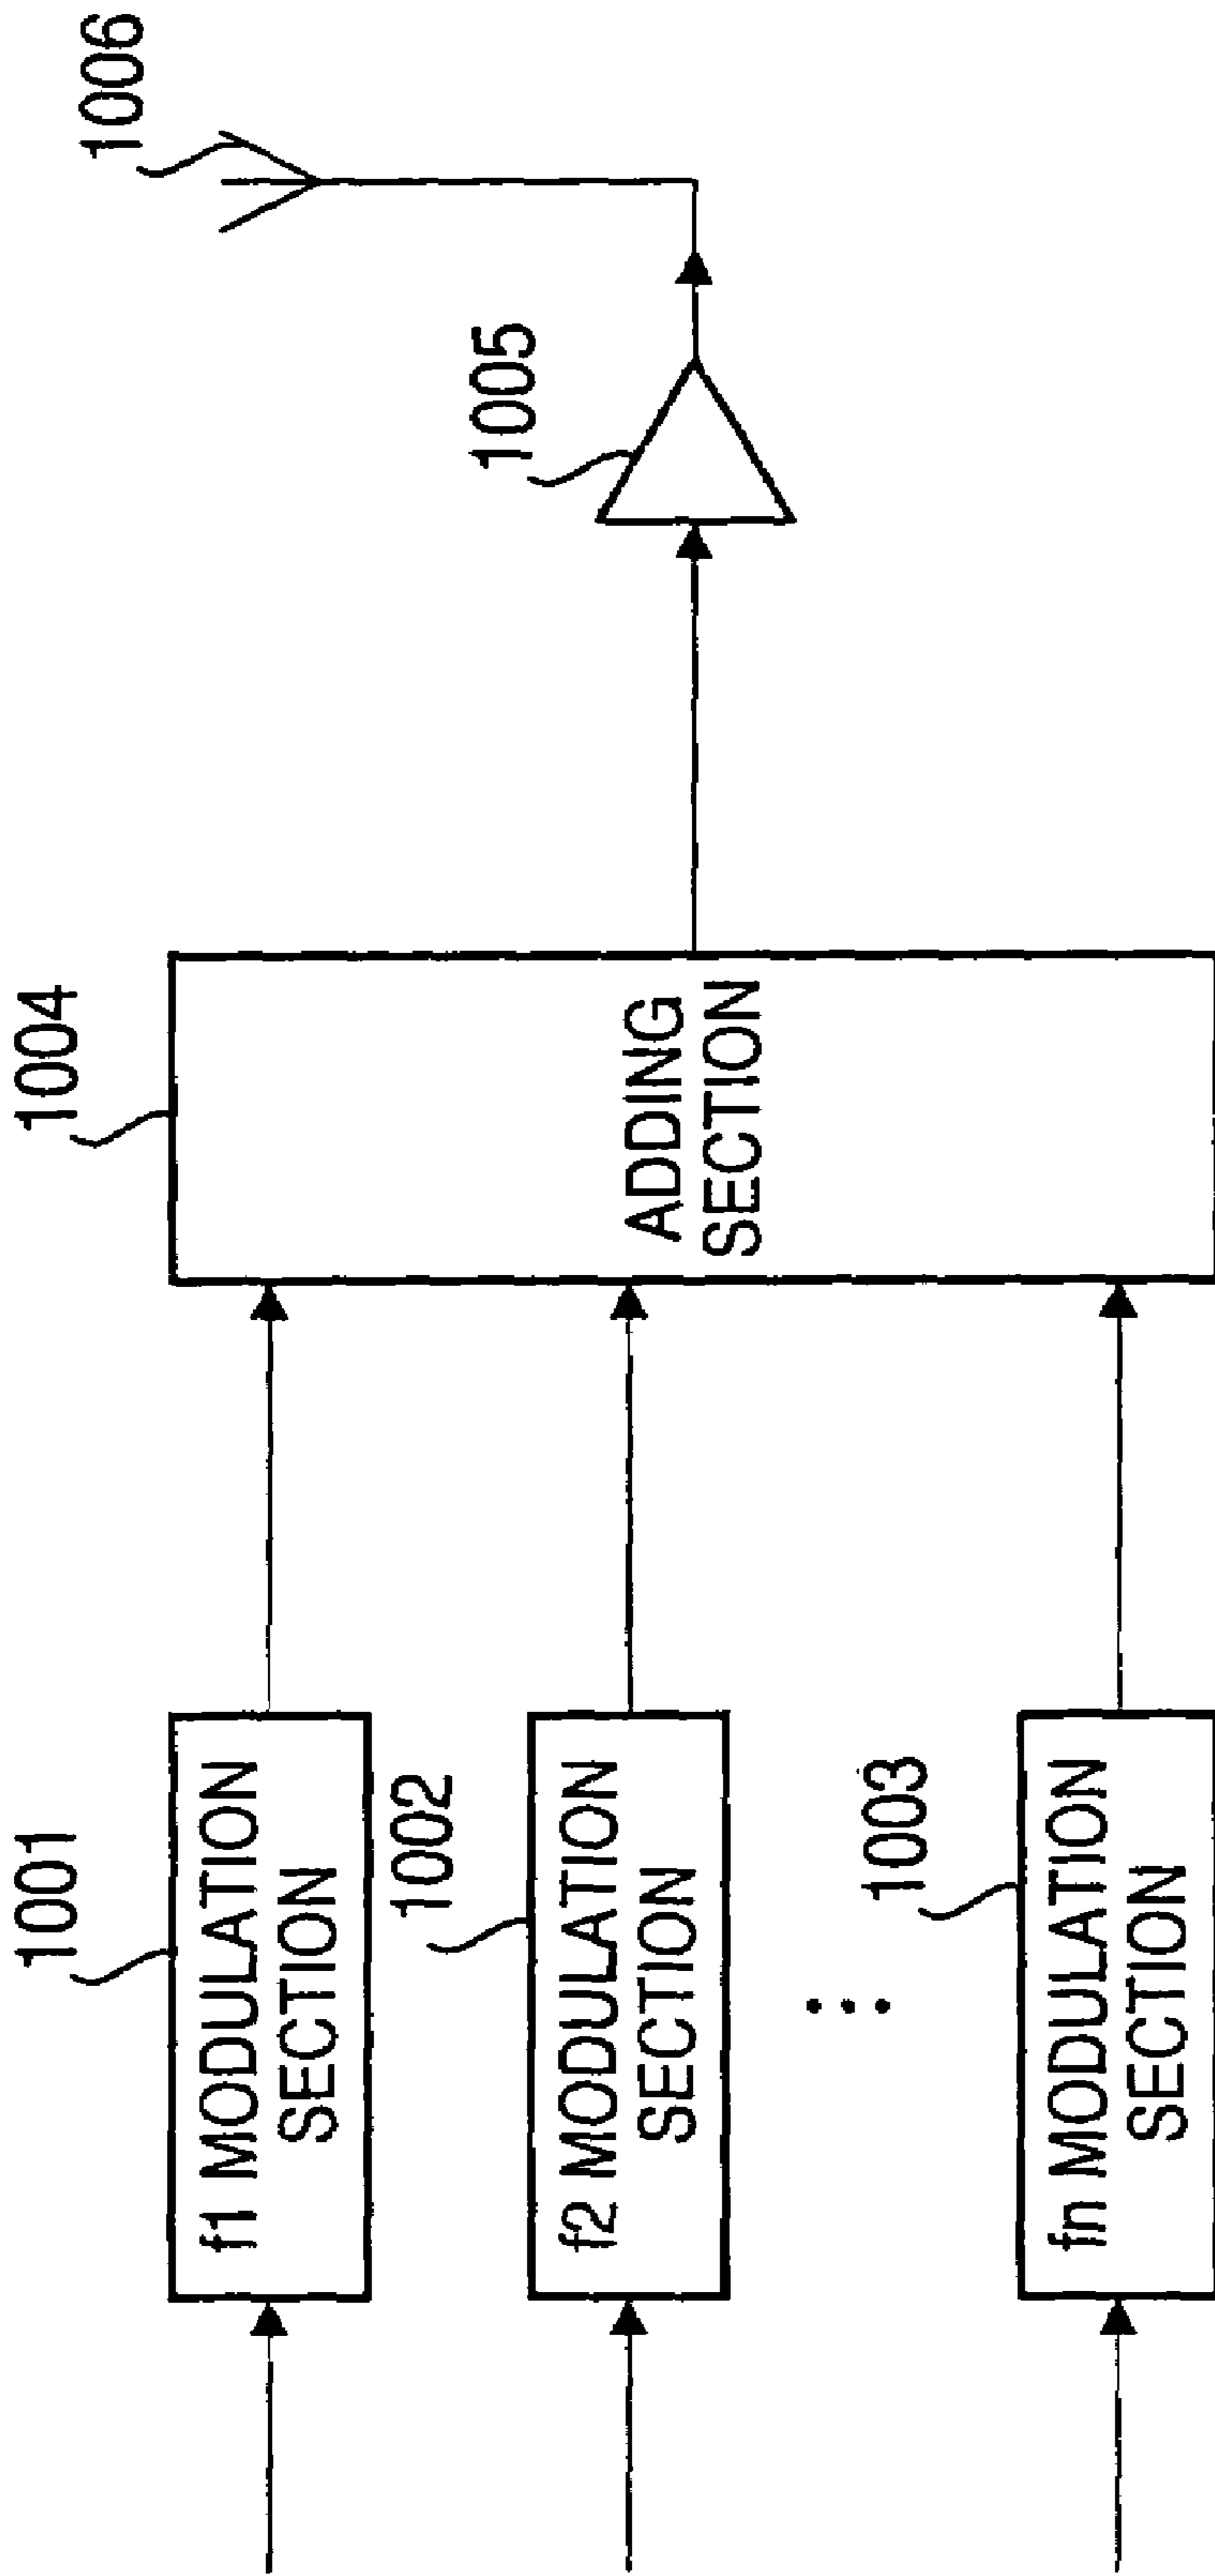 1001
f1 MODULATION
SECTION
1002
f2 MODULATION
SECTION
1003
fn MODULATION
SECTION
1004
ADDING
SECTION
1005
1006